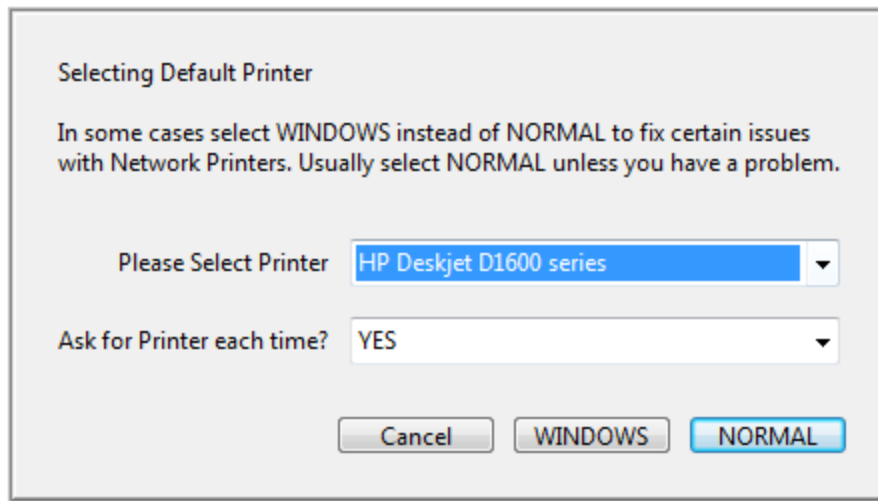 Selecting Default Printer
In some cases select WINDOWS instead of NORMAL to fix certain issues
with Network Printers. Usually select NORMAL unless you have a problem.
Please Select Printer HP Deskjet D1600 series
Ask for Printer each time? YES
Cancel WINDOWS NORMAL